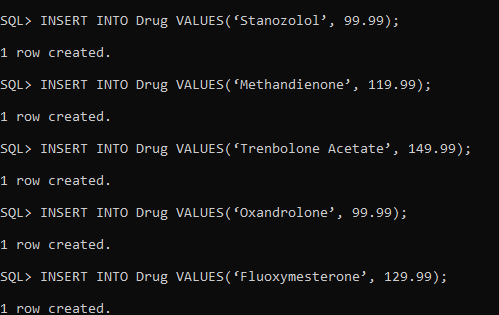 SQL> INSERT INTO Drug VALUES(‘Stanozolol’, 99.99);
1 row created.
SQL> INSERT INTO Drug VALUES(‘Methandienone’, 119.99);
1 row created.
SQL> INSERT INTO Drug VALUES(‘Trenbolone Acetate’, 149.99);
1 row created.
SQL> INSERT INTO Drug VALUES(‘Oxandrolone’, 99.99);
1 row created.
SQL> INSERT INTO Drug VALUES(‘Fluoxymesterone’, 129.99);
1 row created.